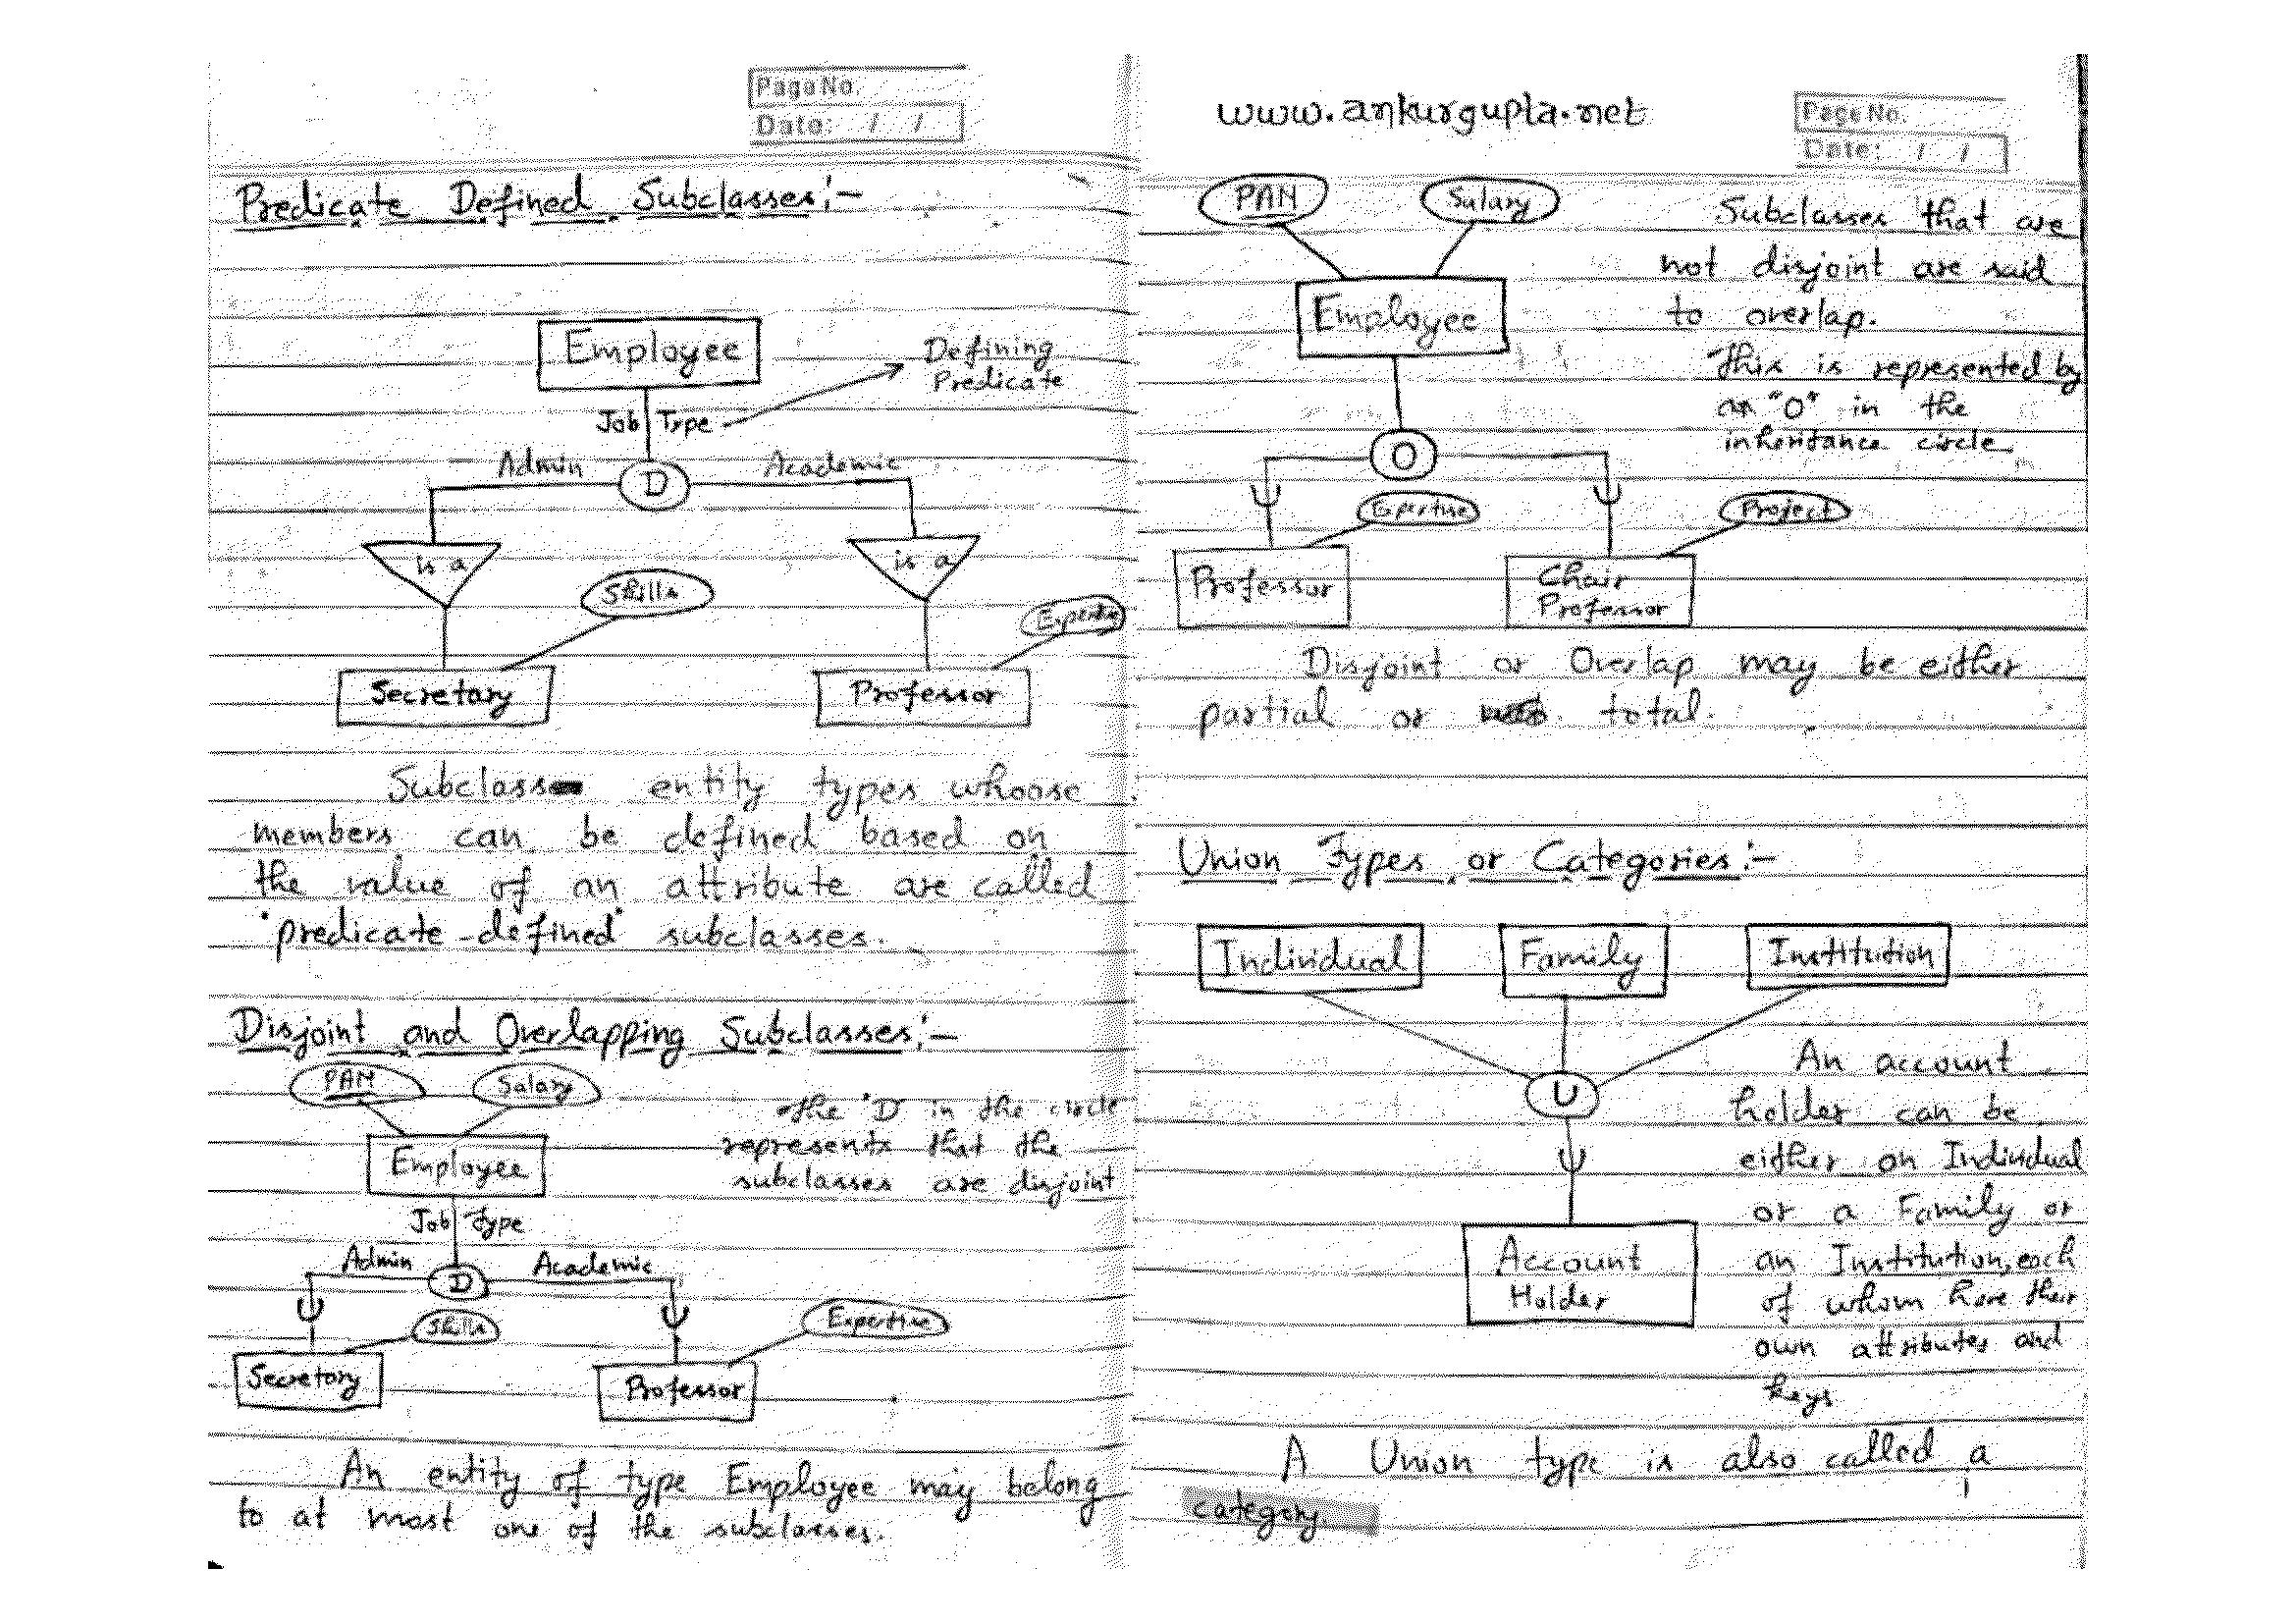 Page No.
Date: / /
Predicate Defined Subclasses:-
Employee
Defining
Predicate
Job Type
Admin
Academic
D
is a
is a
Skills
Expertise
Secretary
Professor
Subclass entity types whoose
members can be defined based on
the value of an attribute are called
"predicate-defined" subclasses.
Disjoint and Overlapping Subclasses:-
PAN
Salary
the "D" in the circle
represents that the
subclasses are disjoint
Employee
Job Type
Admin
D
Academic
Skills
Expertise
Secretory
Professor
An entity of type Employee may belong
to at most one of the subclasses.
www.ankurgupta.net
Page No.
Date: / /
PAN
Salary
Subclasses that are
not disjoint are said
to overlap.
This is represented by
an "O" in the
inheritance circle.
Employee
O
Expertise
Project
Professor
Chair
Professor
Disjoint or Overlap may be either
partial or total.
Union Types or Categories:-
Individual
Family
Institution
U
An account
holder can be
either an Individual
or a Family or
an Institution, each
of whom have their
own attributes and
keys
Account
Holder
A Union type is also called a
category